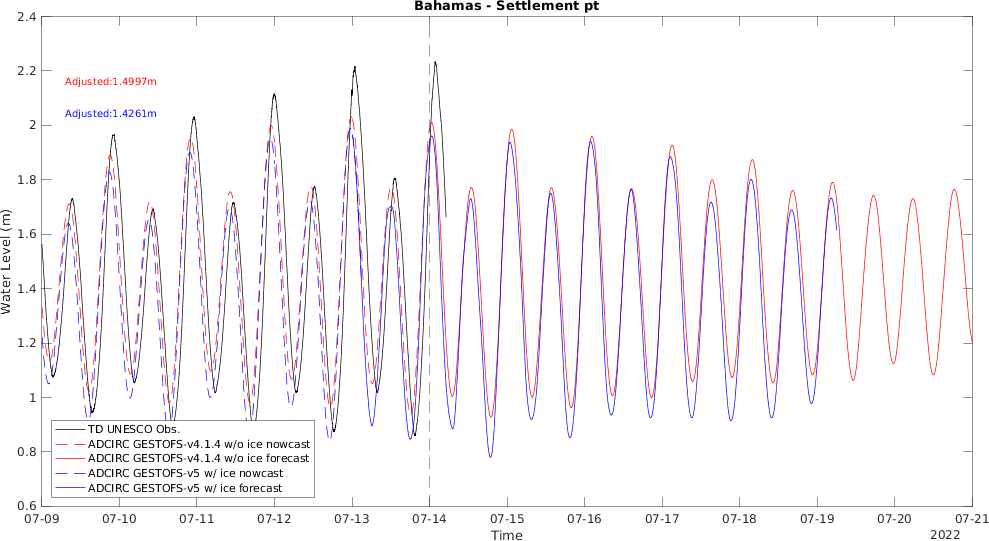 Bahamas - Settlement pt
2.4
2.2
2
1.8
1.6
1.4
1.2
1
0.8
0.6
Water Level (m)
Adjusted:1.4997m
Adjusted:1.4261m
TD UNESCO Obs.
ADCIRC GESTOFS-v4.1.4 w/o ice nowcast
ADCIRC GESTOFS-v4.1.4 w/o ice forecast
ADCIRC GESTOFS-v5 w/ ice nowcast
ADCIRC GESTOFS-v5 w/ ice forecast
07-09 07-10 07-11 07-12 07-13 07-14 07-15 07-16 07-17 07-18 07-19 07-20 07-21
Time
2022